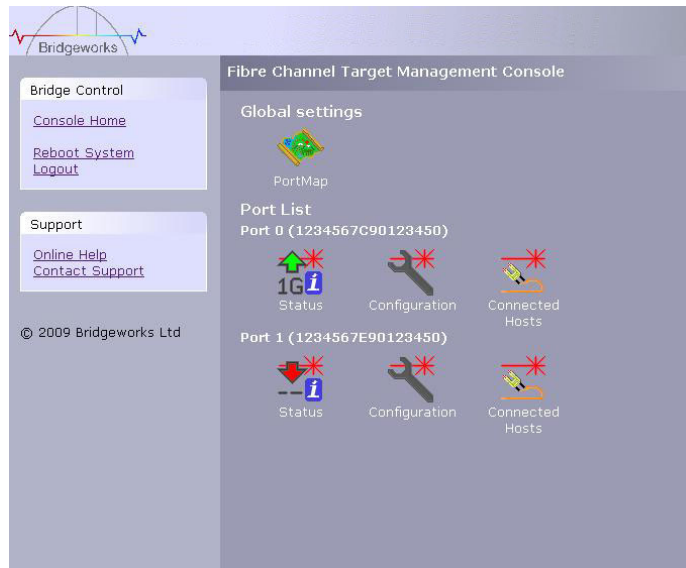 Bridgeworks
Fibre Channel Target Management Console
Bridge Control
Console Home
Reboot System
Logout
Support
Online Help
Contact Support
© 2009 Bridgeworks Ltd
Global settings
PortMap
Port List
Port 0 (1234567C90123450)
1G i
Status Configuration Connected
Hosts
Port 1 (1234567E90123450)
-- i
Status Configuration Connected
Hosts